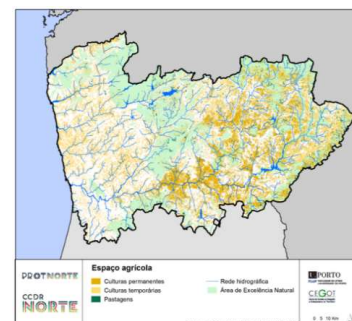 PROTNORTE
CCDR
NORTE
Espaço agrícola
Culturas permanentes
Culturas temporárias
Pastagens
Rede hidrográfica
Área de Excelência Natural
U.PORTO
CEGOT